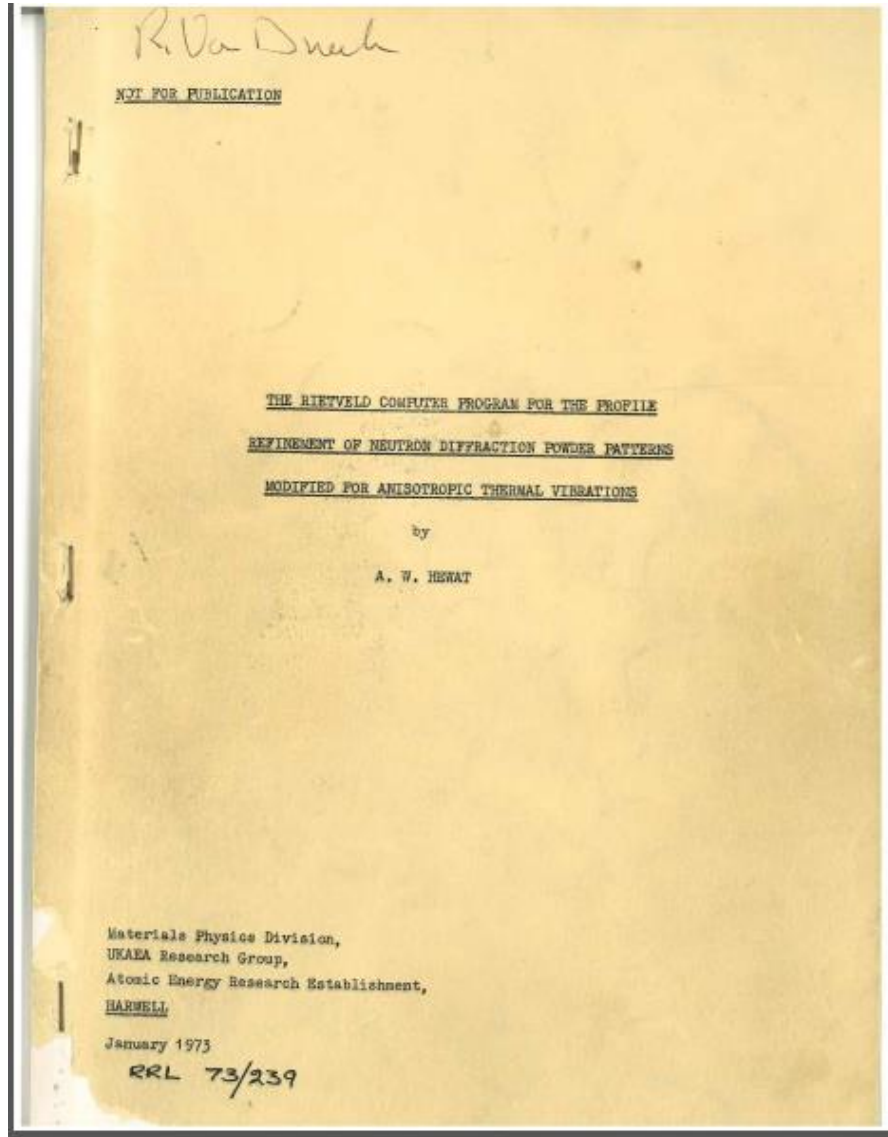 R. Van
NOT FOR PUBLICATION
THE RIETVELD COMPUTER PROGRAM FOR THE PROFILE
REFINEMENT OF NEUTRON DIFFRACTION POWDER PATTERNS
MODIFIED FOR ANISOTROPIC THERMAL VIBRATIONS
by
A. W. HEWAT
Materials Physics Division,
UKAEA Research Group,
Atomic Energy Research Establishment,
HARWELL
January 1973
RRL 73/239